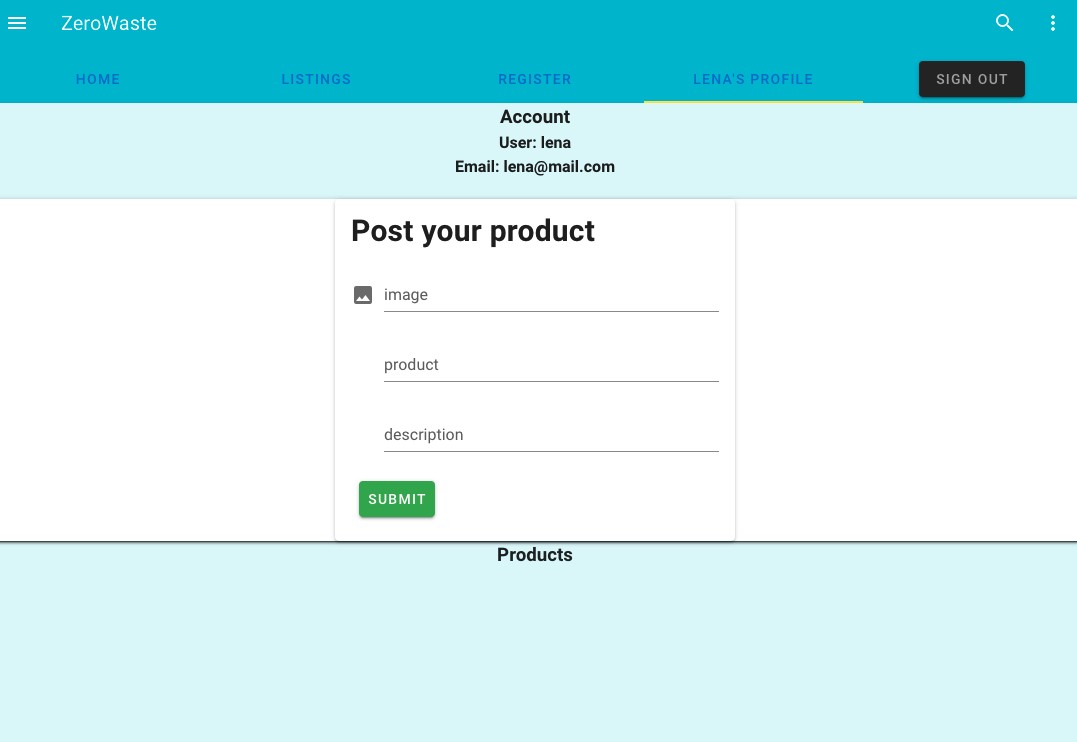 ZeroWaste
HOME LISTINGS REGISTER LENA'S PROFILE SIGN OUT
Account
User: lena
Email: lena@mail.com
Post your product
image
product
description
SUBMIT
Products